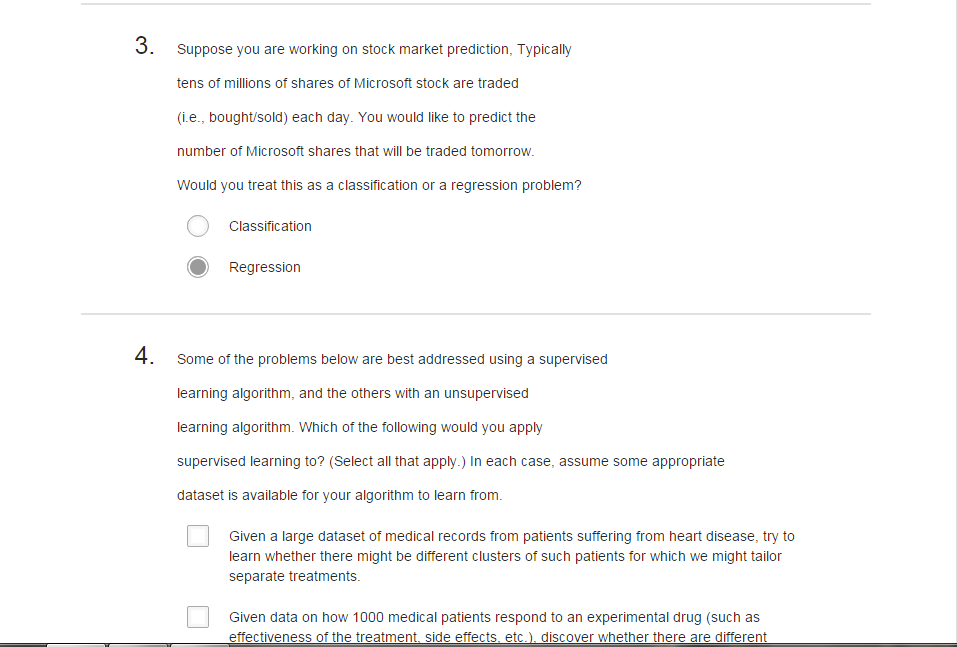 3.
Suppose you are working on stock market prediction, Typically
tens of millions of shares of Microsoft stock are traded
(i.e., bought/sold) each day. You would like to predict the
number of Microsoft shares that will be traded tomorrow.
Would you treat this as a classification or a regression problem?
Classification
Regression
4.
Some of the problems below are best addressed using a supervised
learning algorithm, and the others with an unsupervised
learning algorithm. Which of the following would you apply
supervised learning to? (Select all that apply.) In each case, assume some appropriate
dataset is available for your algorithm to learn from.
Given a large dataset of medical records from patients suffering from heart disease, try to
learn whether there might be different clusters of such patients for which we might tailor
separate treatments.
Given data on how 1000 medical patients respond to an experimental drug (such as
effectiveness of the treatment, side effects, etc.), discover whether there are different